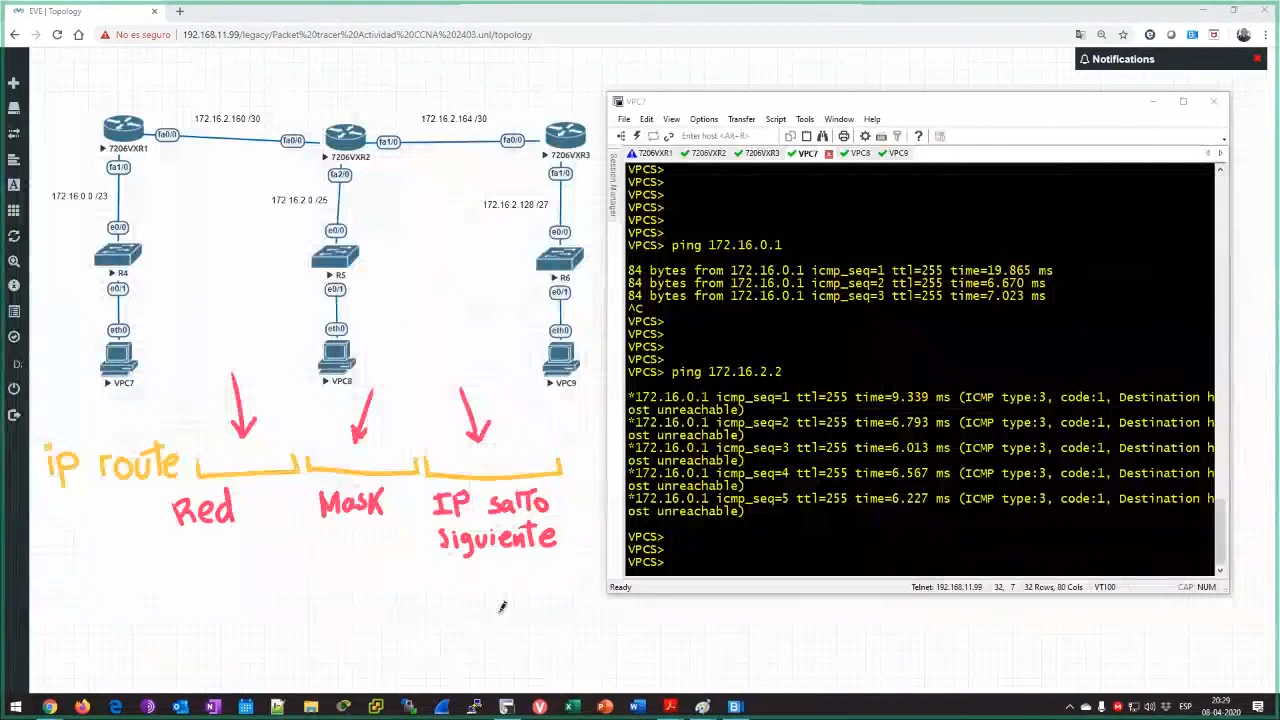 EVE | Topology
No es seguro
192.168.11.99/legacy/Packet%20tracer%20Actividad%20CCNA%202403.unl/topology
Notifications
172.16.2.160 /30
172.16.2.164 /30
fa0/0
fa0/0
fa1/0
fa0/0
7206VXR1
7206VXR2
7206VXR3
fa1/0
fa2/0
fa1/0
172.16.0.0 /23
172.16.2.0 /25
172.16.2.128 /27
e0/0
e0/0
e0/0
R4
R5
R6
e0/1
e0/1
e0/1
eth0
eth0
eth0
VPC7
VPC8
VPC9
ip route
Red
Mask
IP salto
siguiente
D:
VPC7
File Edit View Options Transfer Script Tools Window Help
Enter host <Alt+R>
7206VXR1 7206VXR2 7206VXR3 VPC7 VPC8 VPC9
Session Manager
VPCS>
VPCS>
VPCS>
VPCS>
VPCS>
VPCS>
VPCS> ping 172.16.0.1
84 bytes from 172.16.0.1 icmp_seq=1 ttl=255 time=19.865 ms
84 bytes from 172.16.0.1 icmp_seq=2 ttl=255 time=6.670 ms
84 bytes from 172.16.0.1 icmp_seq=3 ttl=255 time=7.023 ms
^C
VPCS>
VPCS>
VPCS>
VPCS> ping 172.16.2.2
*172.16.0.1 icmp_seq=1 ttl=255 time=9.339 ms (ICMP type:3, code:1, Destination h
ost unreachable)
*172.16.0.1 icmp_seq=2 ttl=255 time=6.793 ms (ICMP type:3, code:1, Destination h
ost unreachable)
*172.16.0.1 icmp_seq=3 ttl=255 time=6.013 ms (ICMP type:3, code:1, Destination h
ost unreachable)
*172.16.0.1 icmp_seq=4 ttl=255 time=6.567 ms (ICMP type:3, code:1, Destination h
ost unreachable)
*172.16.0.1 icmp_seq=5 ttl=255 time=6.227 ms (ICMP type:3, code:1, Destination h
ost unreachable)
VPCS>
VPCS>
VPCS>
Ready
Telnet: 192.168.11.99 32, 7 32 Rows, 80 Cols VT100 CAP NUM
ESP
20:29
08-04-2020